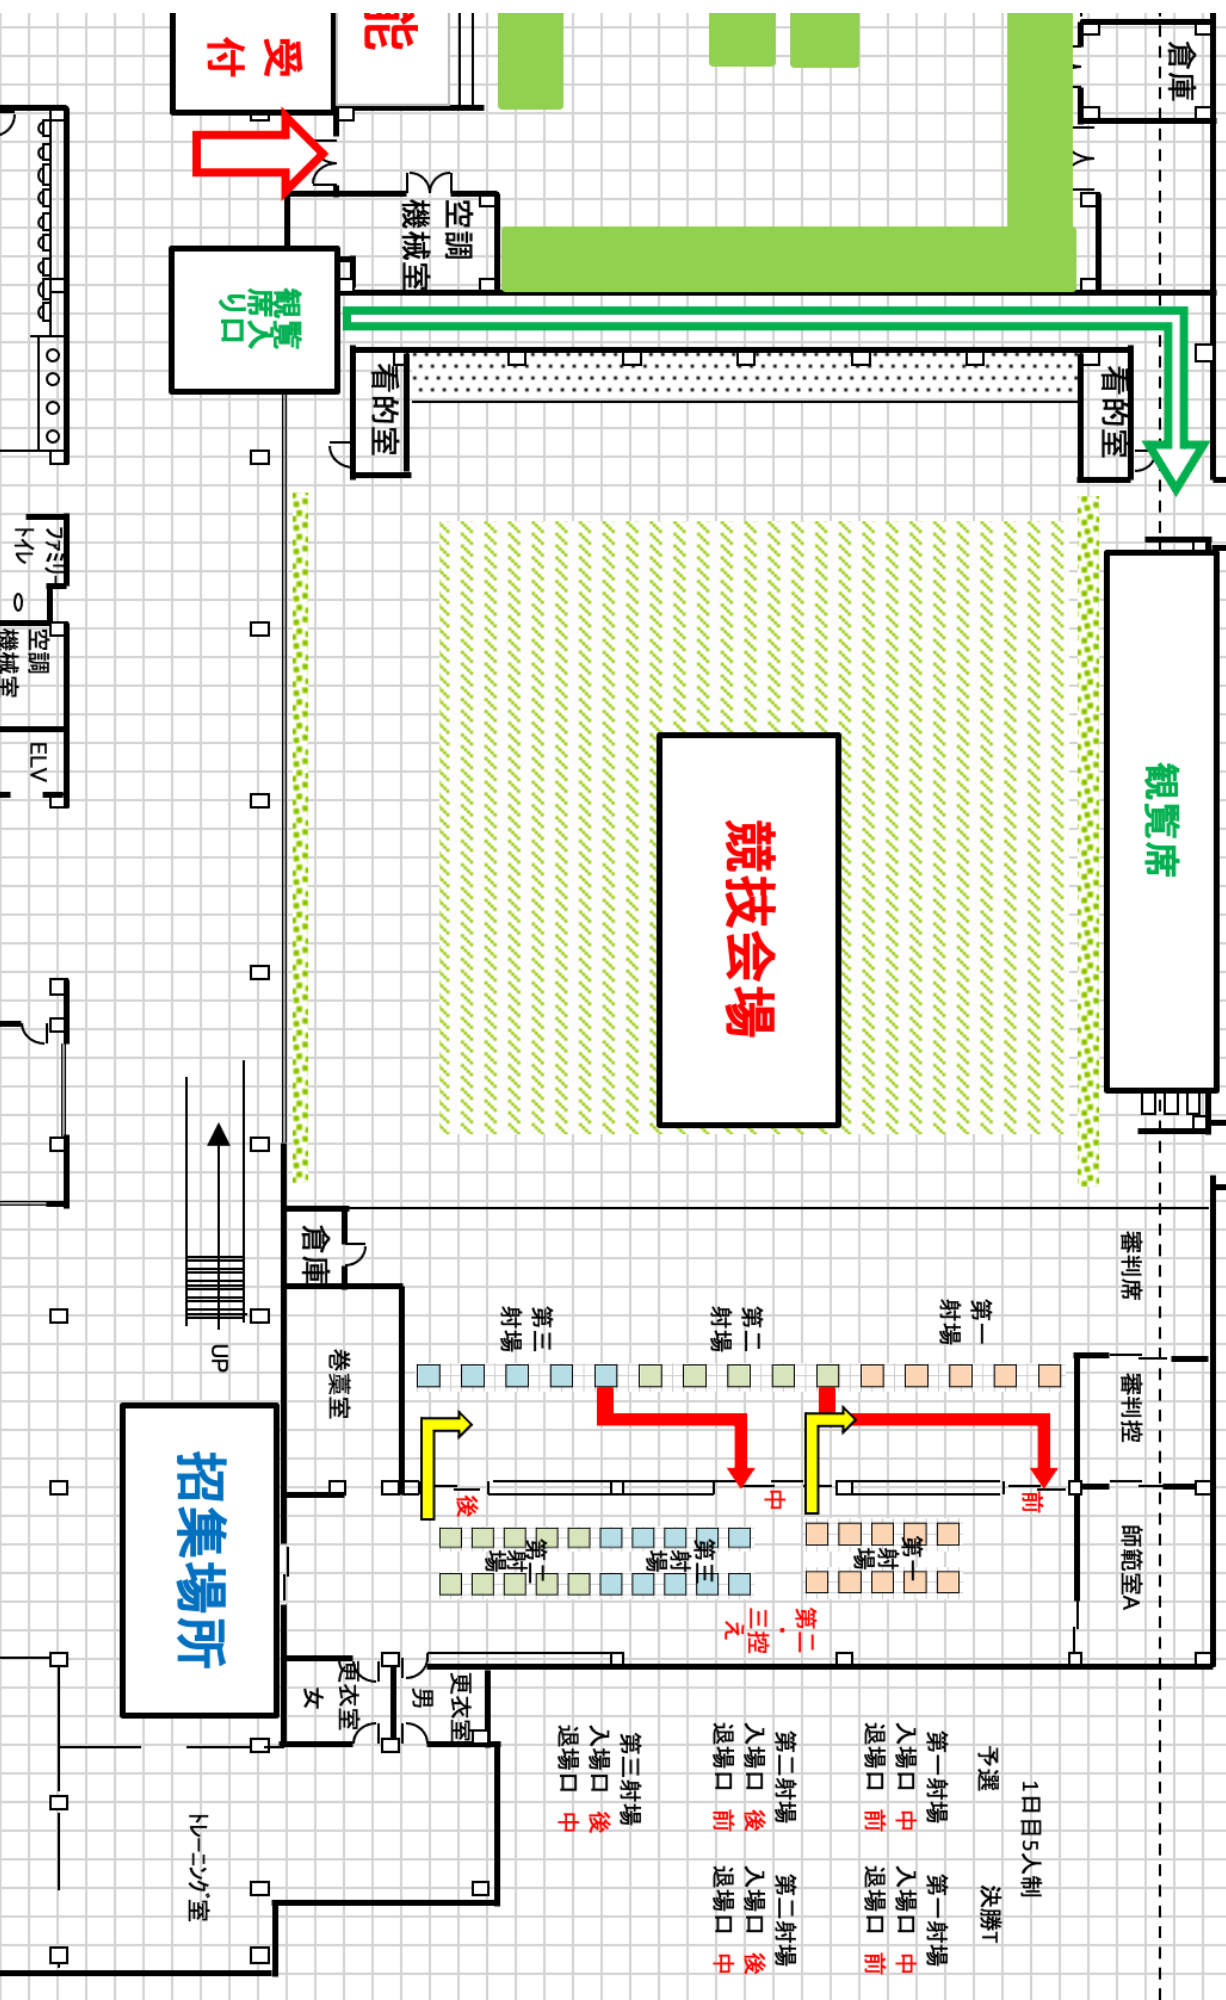 能
受
付
倉庫
空調
機械室
観覧
席入
り口
看的室
看的室
ファミリー
トイレ
空調
機械室
ELV
観覧席
競技会場
倉庫
UP
巻藁室
招集場所
審判席
審判控
師範室A
第一
射場
第二
射場
第三
射場
前
中
後
第一
射
場
第三
射
場
第二
射
場
第二
・
三控
え
更衣室
女
更衣室
男
トレーニング室
1日目5人制
予選
第一射場
入場口 中
退場口 前
第二射場
入場口 後
退場口 前
第三射場
入場口 後
退場口 中
決勝T
第一射場
入場口 中
退場口 前
第二射場
入場口 後
退場口 中